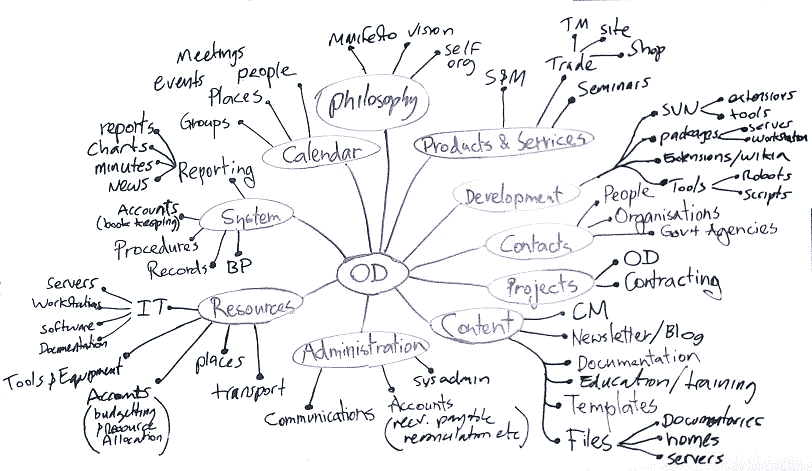 Manifesto
vision
self
org
Philosophy
Meetings
events
people
Places
Groups
Calendar
TM
site
Trade
Shop
S&M
Seminars
Products & Services
SVN
extensions
tools
packages
server
workstation
Extensions/wikia
Tools
Robots
Scripts
Development
People
Organisations
Gov't Agencies
Contacts
OD
Contracting
Projects
CM
Newsletter/Blog
Documentation
Education/training
Templates
Files
Documentaries
homes
servers
Content
sysadmin
Accounts
(recv. payable
reconciliation etc)
Communications
Administration
Resources
IT
Servers
Workstations
Software
Documentation
Tools & Equipment
Accounts
(budgetting
& resource
Allocation)
places
transport
System
Reporting
reports
charts
minutes
News
Accounts
(book keeping)
Procedures
Records
BP
OD